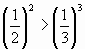 (1/2)² > (1/3)³